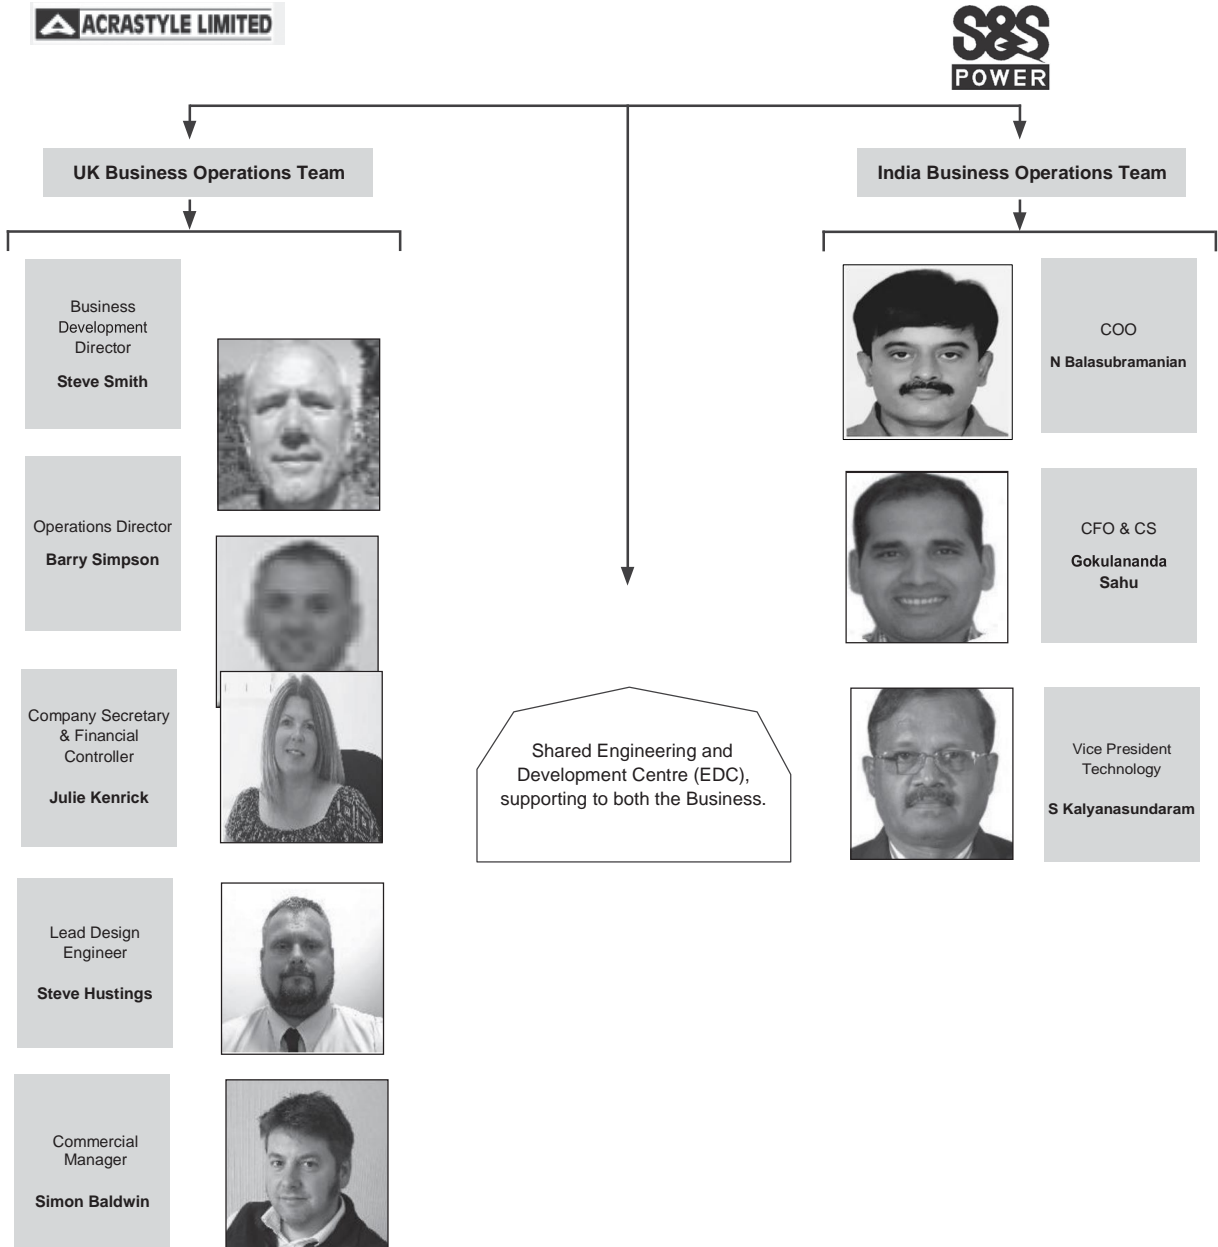 ACRASTYLE LIMITED
S&S
POWER
UK Business Operations Team
India Business Operations Team
Business
Development
Director
Steve Smith
Operations Director
Barry Simpson
Company Secretary
& Financial
Controller
Julie Kenrick
Lead Design
Engineer
Steve Hustings
Commercial
Manager
Simon Baldwin
Shared Engineering and
Development Centre (EDC),
supporting to both the Business.
COO
N Balasubramanian
CFO & CS
Gokulananda
Sahu
Vice President
Technology
S Kalyanasundaram